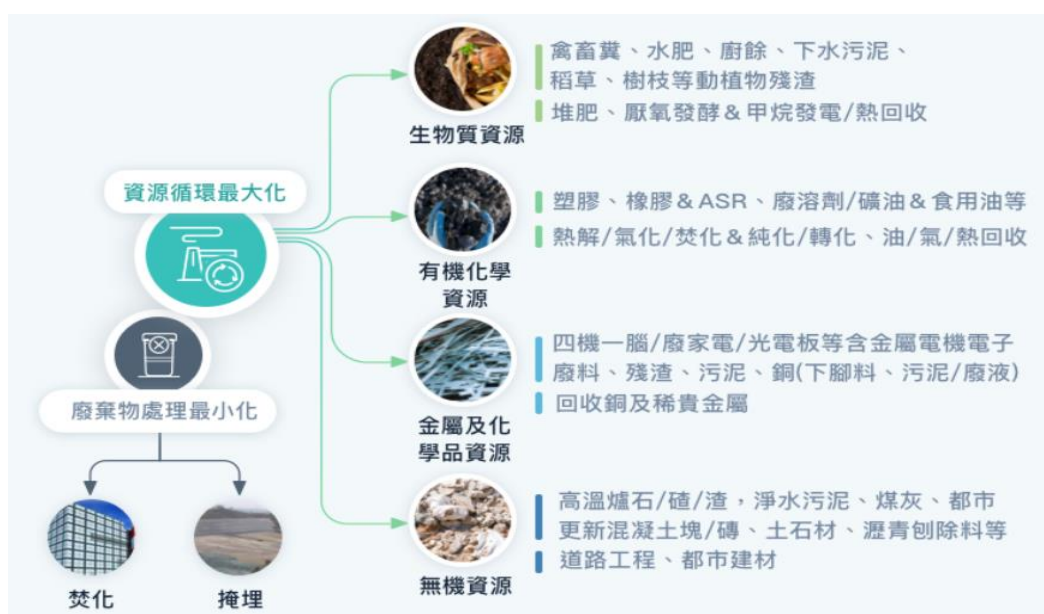 資源循環最大化
廢棄物處理最小化
焚化
掩埋
生物質資源
禽畜糞、水肥、廚餘、下水污泥、
稻草、樹枝等動植物殘渣
堆肥、厭氧發酵&甲烷發電/熱回收
有機化學
資源
塑膠、橡膠&ASR、廢溶劑/礦油&食用油等
熱解/氣化/焚化&純化/轉化、油/氣/熱回收
金屬及化
學品資源
四機一腦/廢家電/光電板等含金屬電機電子
廢料、殘渣、污泥、銅(下腳料、污泥/廢液)
回收銅及稀貴金屬
無機資源
高溫爐石/碴/渣，淨水污泥、煤灰、都市
更新混凝土塊/磚、土石材、瀝青刨除料等
道路工程、都市建材